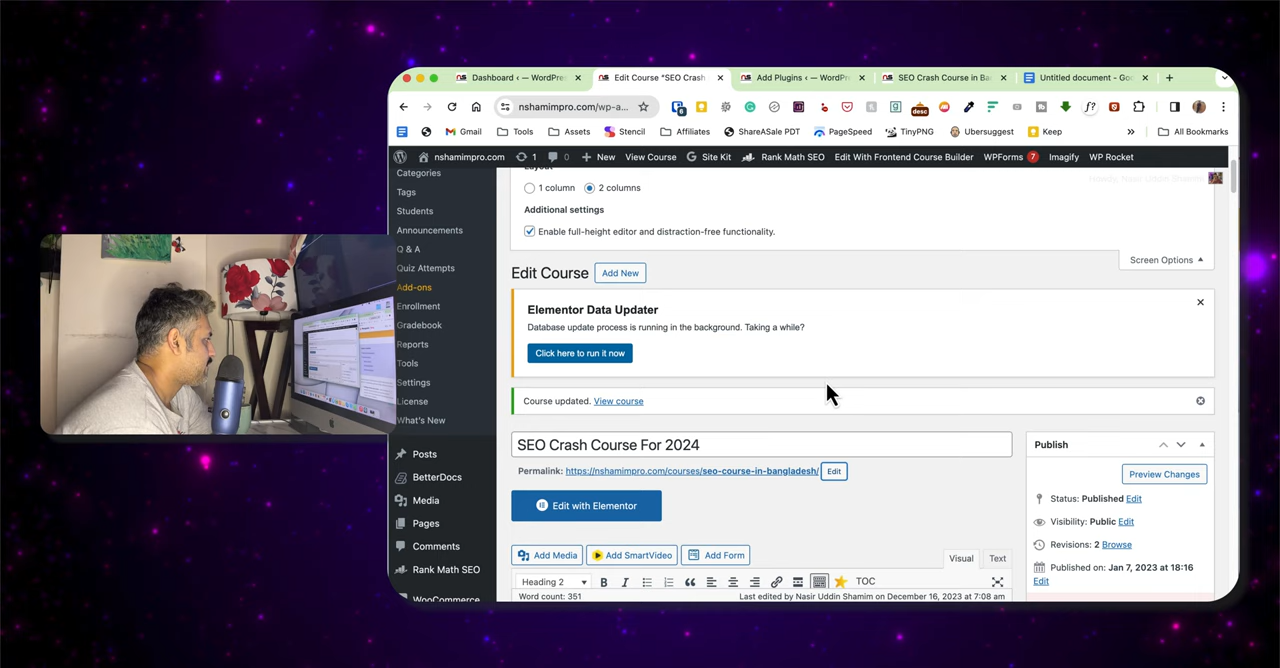 Dashboard ‹ — WordPre
Edit Course "SEO Crash
Add Plugins ‹ — WordPr
SEO Crash Course in Ba
Untitled document - Goo
nshamimpro.com/wp-a...
desc
f?
Gmail
Tools
Assets
Stencil
Affiliates
ShareASale PDT
PageSpeed
TinyPNG
Ubersuggest
Keep
»
All Bookmarks
nshamimpro.com
1
0
New
View Course
Site Kit
Rank Math SEO
Edit With Frontend Course Builder
WPForms 7
Imagify
WP Rocket
Howdy, Nasir Uddin Shamim
Categories
Tags
Students
Announcements
Q & A
Quiz Attempts
Add-ons
Enrollment
Gradebook
Reports
Tools
Settings
License
What's New
Posts
BetterDocs
Media
Pages
Comments
Rank Math SEO
WooCommerce
Layout
1 column
2 columns
Additional settings
Enable full-height editor and distraction-free functionality.
Screen Options
Edit Course
Add New
Elementor Data Updater
Database update process is running in the background. Taking a while?
Click here to run it now
Course updated. View course
SEO Crash Course For 2024
Permalink: https://nshamimpro.com/courses/seo-course-in-bangladesh/ Edit
Edit with Elementor
Add Media
Add SmartVideo
Add Form
Visual
Text
Heading 2
B
I
TOC
Word count: 351
Last edited by Nasir Uddin Shamim on December 16, 2023 at 7:08 am
Publish
Preview Changes
Status: Published Edit
Visibility: Public Edit
Revisions: 2 Browse
Published on: Jan 7, 2023 at 18:16
Edit